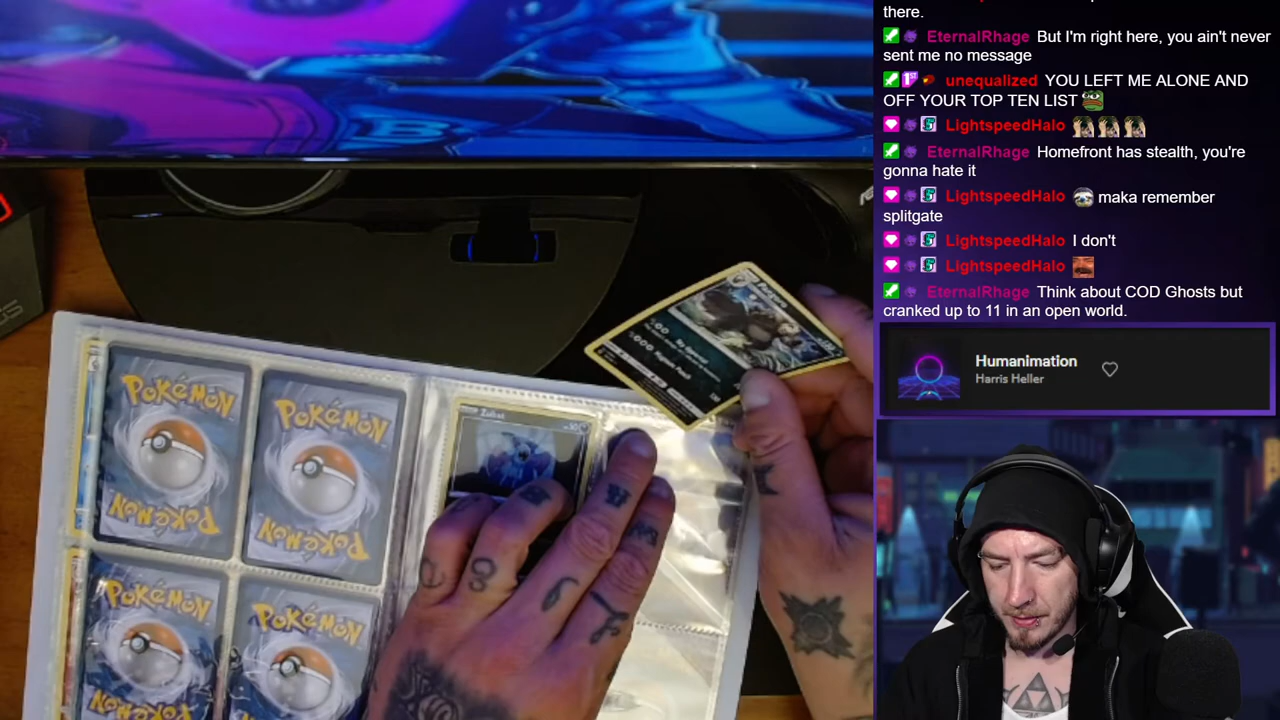 there.
EternalRhage But I'm right here, you ain't never
sent me no message
unequalized YOU LEFT ME ALONE AND
OFF YOUR TOP TEN LIST
LightspeedHalo
EternalRhage Homefront has stealth, you're
gonna hate it
LightspeedHalo maka remember
splitgate
LightspeedHalo I don't
LightspeedHalo
EternalRhage Think about COD Ghosts but
cranked up to 11 in an open world.
Humanimation
Harris Heller
Pangoro
Zubat
POKéMON
POKéMON
POKéMON
POKéMON
POKéMON
POKéMON